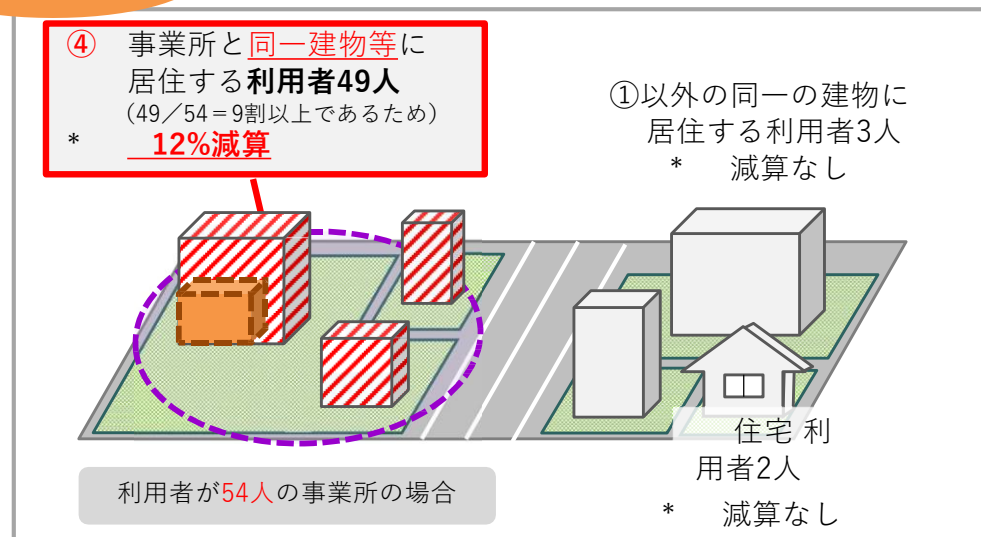 ④ 事業所と同一建物等に
居住する利用者49人
（49／54＝9割以上であるため）
* 12%減算
①以外の同一の建物に
居住する利用者3人
* 減算なし
住宅 利
用者2人
* 減算なし
利用者が54人の事業所の場合